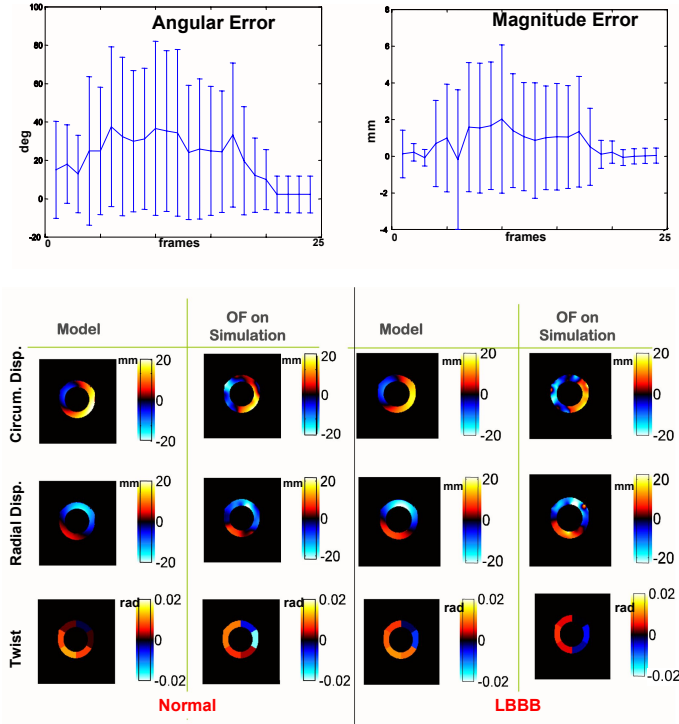 Angular Error
100
80
60
40
20
0
-20
deg
0
frames
25
Magnitude Error
8
6
4
2
0
-2
-4
mm
0
frames
25
Model
OF on
Simulation
Model
OF on
Simulation
Circum. Disp.
mm
20
0
-20
mm
20
0
-20
mm
20
0
-20
mm
20
0
-20
Radial Disp.
mm
20
0
-20
mm
20
0
-20
mm
20
0
-20
mm
20
0
-20
Twist
rad
0.02
0
-0.02
rad
0.02
0
-0.02
rad
0.02
0
-0.02
rad
0.02
0
-0.02
Normal
LBBB